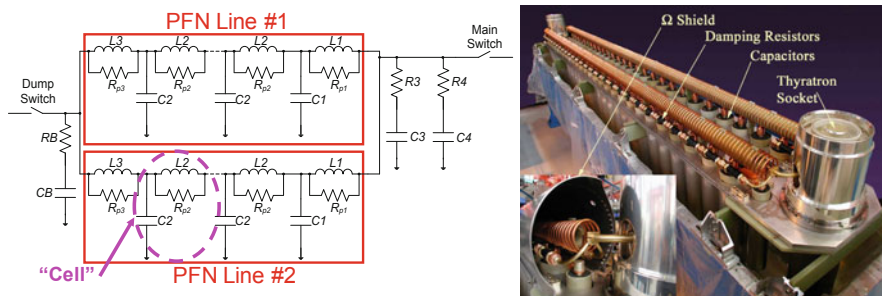 PFN Line #1
Main Switch
L3 L2 L2 L1
Rp3 Rp2 Rp2 Rp1
C2 C2 C1
Dump Switch
RB
CB
R3 R4
C3 C4
L3 L2 L2 L1
Rp3 Rp2 Rp2 Rp1
C2 C2 C1
"Cell"
PFN Line #2
Ω Shield
Damping Resistors
Capacitors
Thyratron Socket